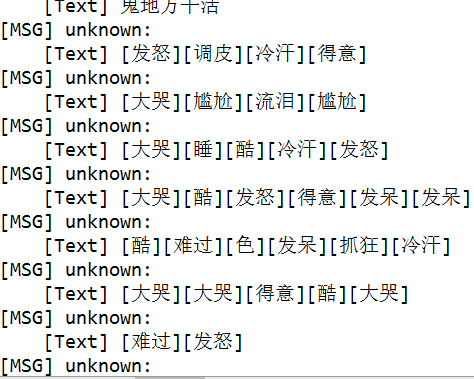 [Text] 鬼地方干活
[MSG] unknown:
[Text] [发怒][调皮][冷汗][得意]
[MSG] unknown:
[Text] [大哭][尴尬][流泪][尴尬]
[MSG] unknown:
[Text] [大哭][睡][酷][冷汗][发怒]
[MSG] unknown:
[Text] [大哭][酷][发怒][得意][发呆][发呆]
[MSG] unknown:
[Text] [酷][难过][色][发呆][抓狂][冷汗]
[MSG] unknown:
[Text] [大哭][大哭][得意][酷][大哭]
[MSG] unknown:
[Text] [难过][发怒]
[MSG] unknown: